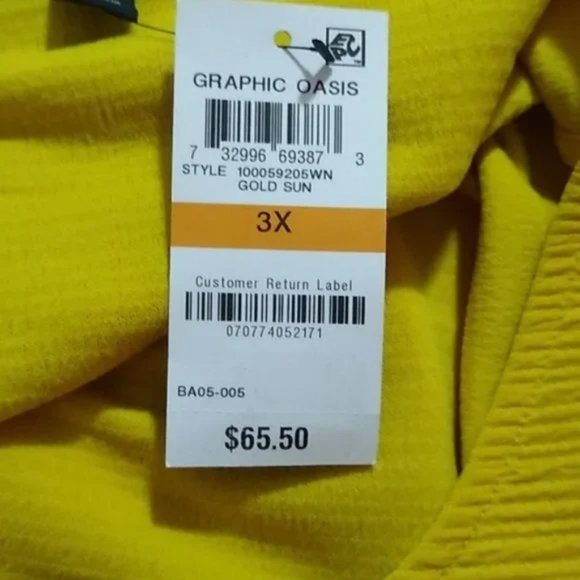 GRAPHIC OASIS
7 32996 69387 3
STYLE 100059205WN
GOLD SUN
3X
Customer Return Label
070774052171
BA05-005
$65.50